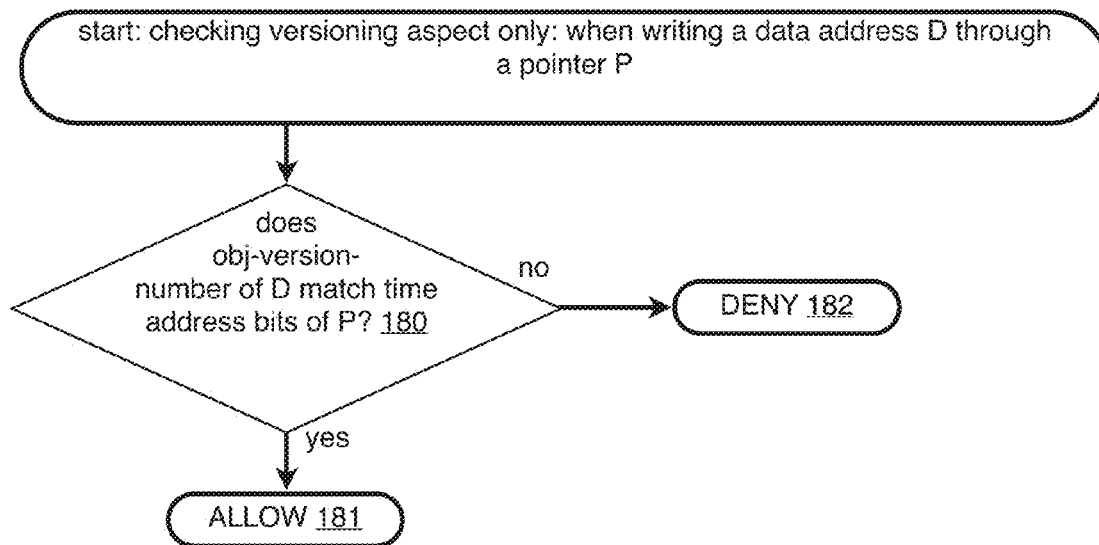 start: checking versioning aspect only: when writing a data address D through
a pointer P
does
obj-version-
number of D match time
address bits of P? 180
no
DENY 182
yes
ALLOW 181